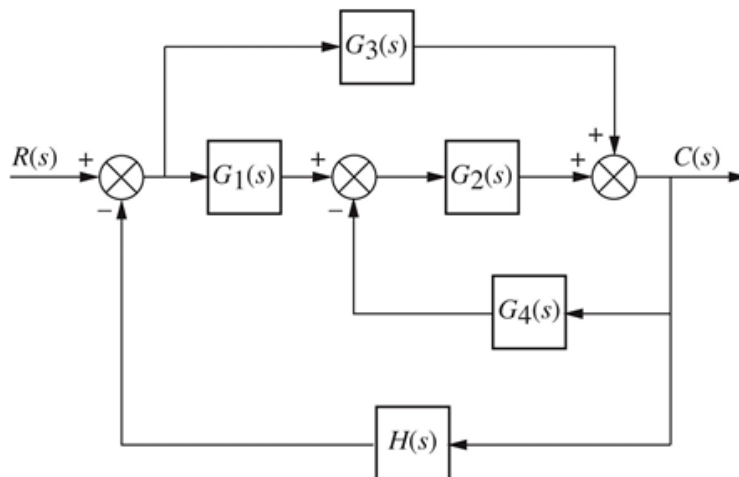 G3(s)
+
R(s) + G1(s) + G2(s) + C(s)
− −
G4(s)
H(s)